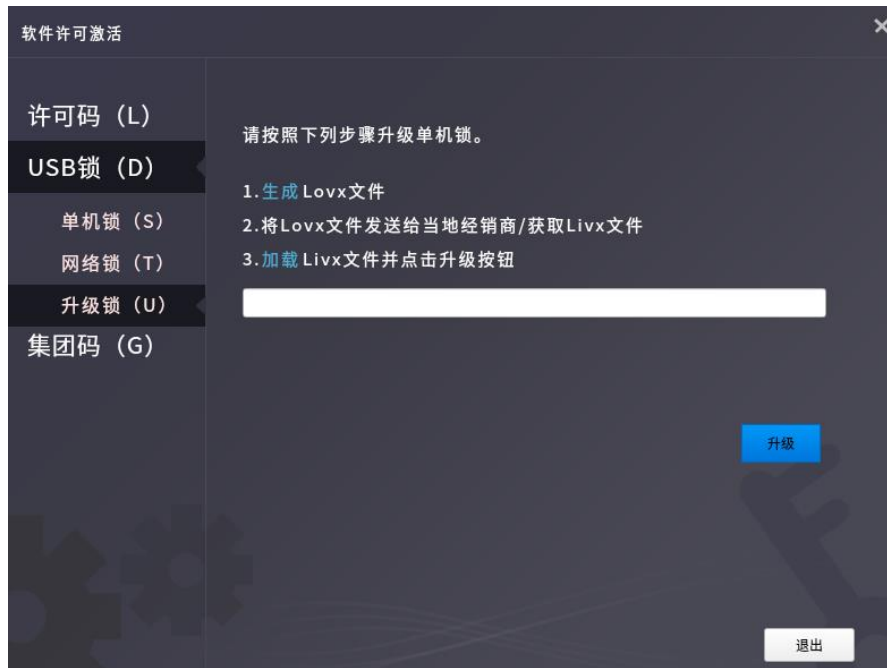 软件许可激活
许可码（L）
USB锁（D）
单机锁（S）
网络锁（T）
升级锁（U）
集团码（G）
请按照下列步骤升级单机锁。
1.生成Lovx文件
2.将Lovx文件发送给当地经销商/获取Livx文件
3.加载Livx文件并点击升级按钮
升级
退出